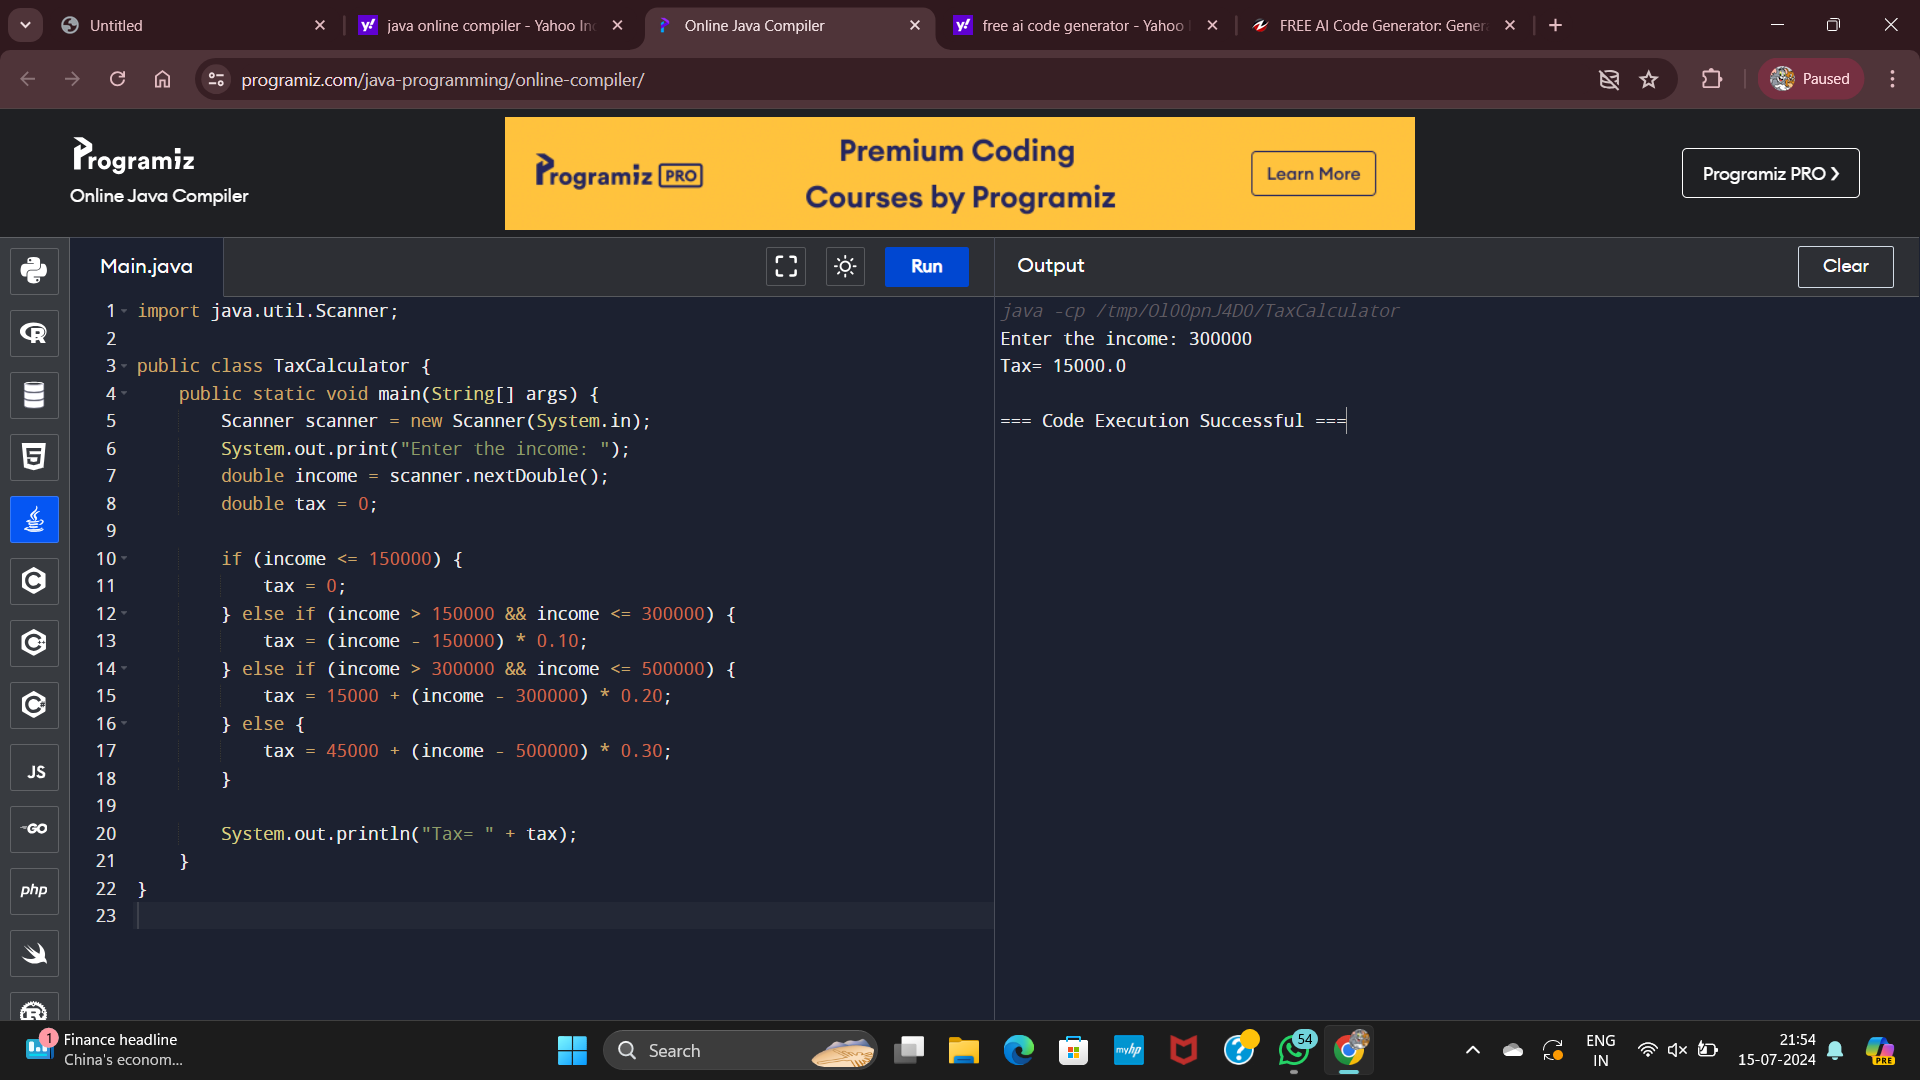 Untitled
java online compiler - Yahoo In
Online Java Compiler
free ai code generator - Yahoo
FREE AI Code Generator: Gener
programiz.com/java-programming/online-compiler/
Paused
Programiz
Online Java Compiler
Programiz PRO
Premium Coding
Courses by Programiz
Learn More
Programiz PRO
Main.java
Run
Output
Clear
1 import java.util.Scanner;
2
3 public class TaxCalculator {
4 public static void main(String[] args) {
5 Scanner scanner = new Scanner(System.in);
6 System.out.print("Enter the income: ");
7 double income = scanner.nextDouble();
8 double tax = 0;
9
10 if (income <= 150000) {
11 tax = 0;
12 } else if (income > 150000 && income <= 300000) {
13 tax = (income - 150000) * 0.10;
14 } else if (income > 300000 && income <= 500000) {
15 tax = 15000 + (income - 300000) * 0.20;
16 } else {
17 tax = 45000 + (income - 500000) * 0.30;
18 }
19
20 System.out.println("Tax= " + tax);
21 }
22 }
23
java -cp /tmp/OlOOpnJ4DO/TaxCalculator
Enter the income: 300000
Tax= 15000.0
=== Code Execution Successful ===
JS
GO
php
1
Finance headline
China's econom...
Search
myhp
54
ENG
IN
21:54
15-07-2024
PRE